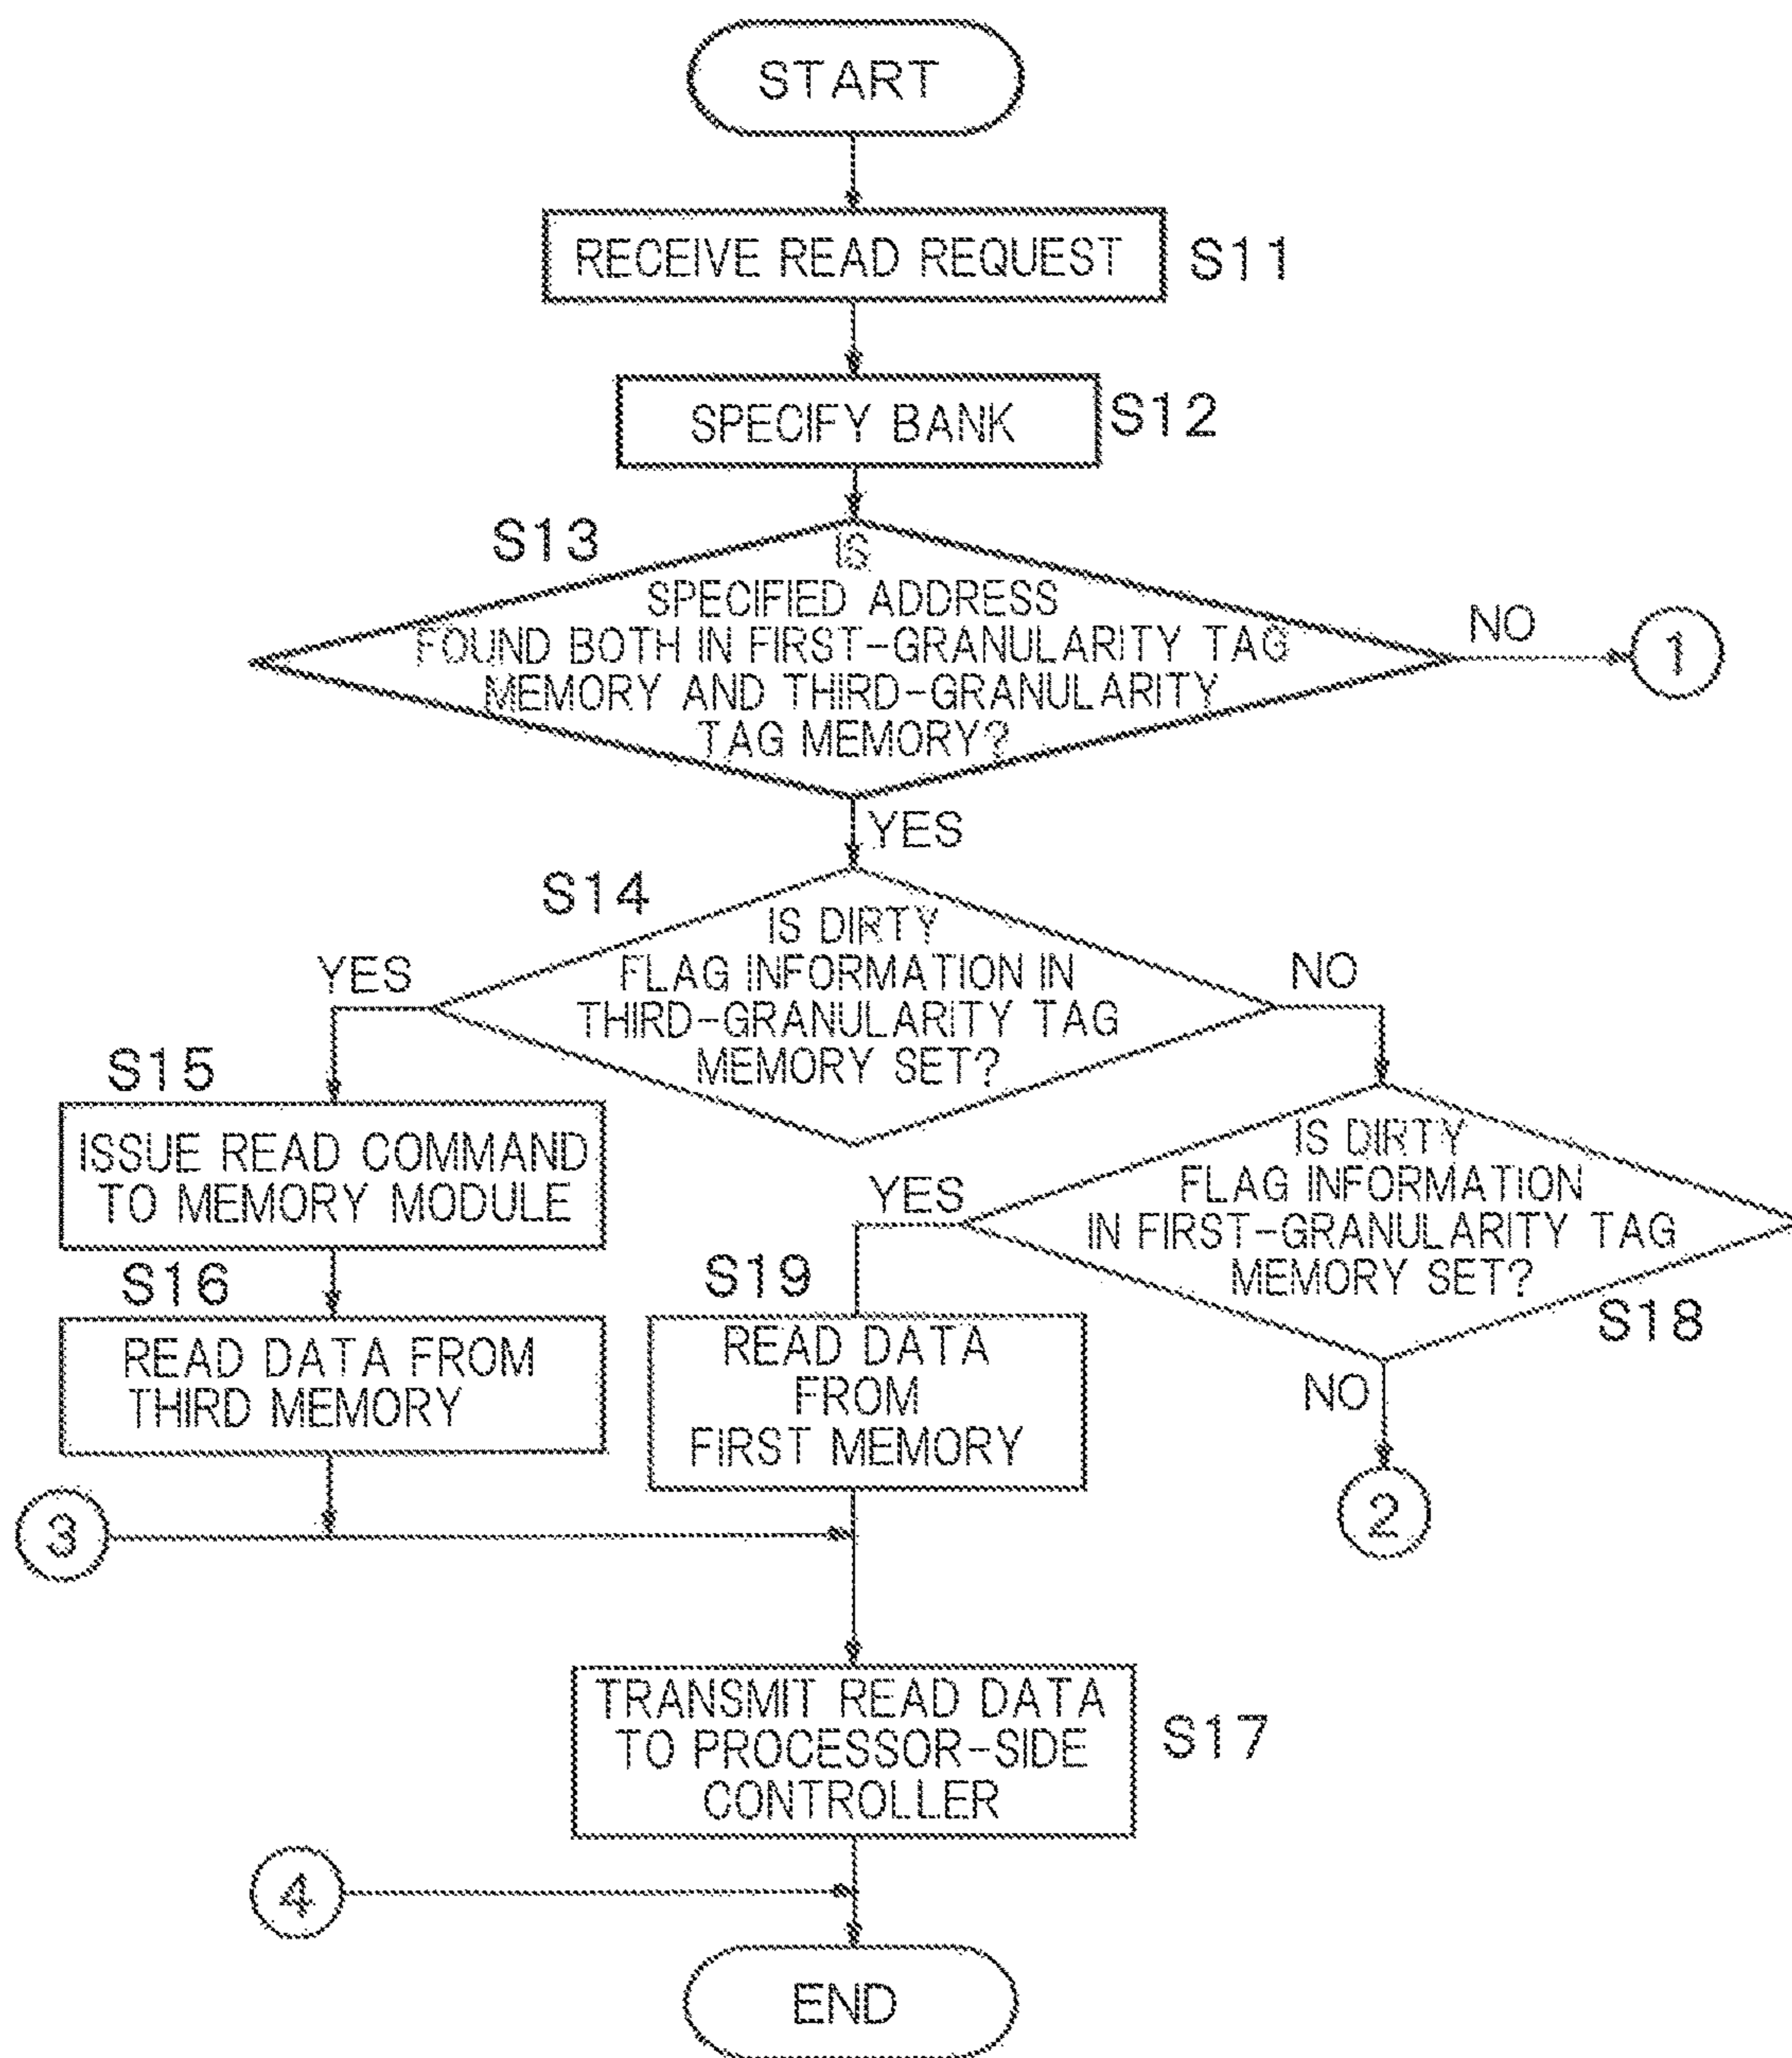 START
RECEIVE READ REQUEST
S11
SPECIFY BANK
S12
S13
IS
SPECIFIED ADDRESS
FOUND BOTH IN FIRST-GRANULARITY TAG
MEMORY AND THIRD-GRANULARITY
TAG MEMORY?
NO
1
YES
S14
IS DIRTY
FLAG INFORMATION IN
THIRD-GRANULARITY TAG
MEMORY SET?
YES
NO
S15
ISSUE READ COMMAND
TO MEMORY MODULE
IS DIRTY
FLAG INFORMATION
IN FIRST-GRANULARITY TAG
MEMORY SET?
S18
YES
NO
S16
READ DATA FROM
THIRD MEMORY
S19
READ DATA
FROM
FIRST MEMORY
2
3
TRANSMIT READ DATA
TO PROCESSOR-SIDE
CONTROLLER
S17
4
END